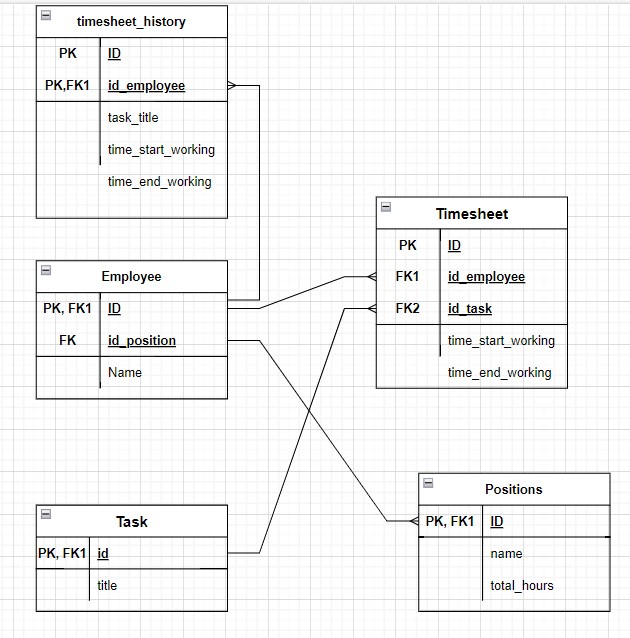 timesheet_history
PK ID
PK,FK1 id_employee
task_title
time_start_working
time_end_working
Timesheet
PK ID
FK1 id_employee
FK2 id_task
time_start_working
time_end_working
Employee
PK, FK1 ID
FK id_position
Name
Positions
PK, FK1 ID
name
total_hours
Task
PK, FK1 id
title